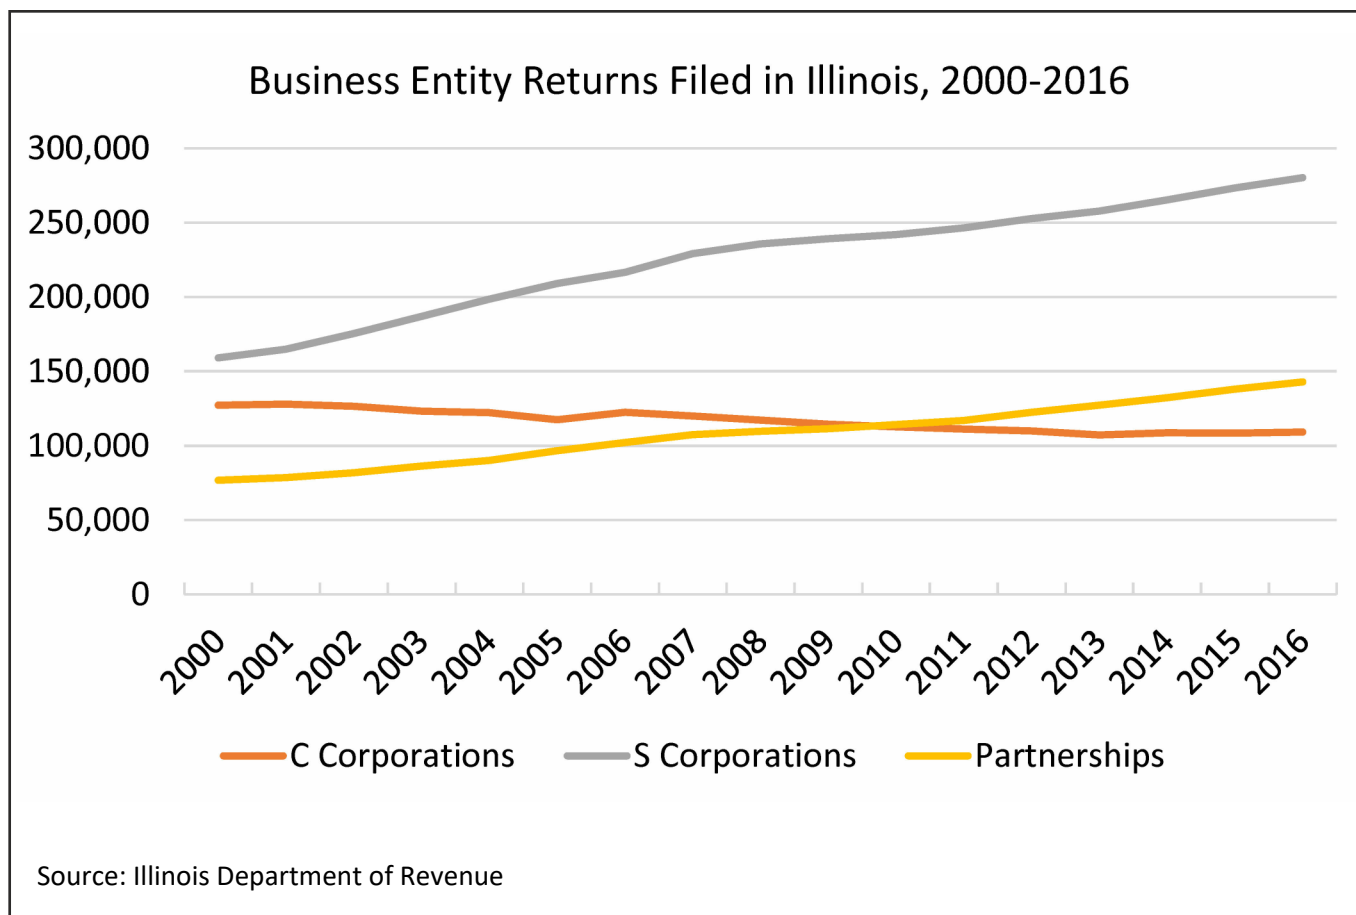 Business Entity Returns Filed in Illinois, 2000-2016
300,000
250,000
200,000
150,000
100,000
50,000
0
2000 2001 2002 2003 2004 2005 2006 2007 2008 2009 2010 2011 2012 2013 2014 2015 2016
C Corporations S Corporations Partnerships
Source: Illinois Department of Revenue